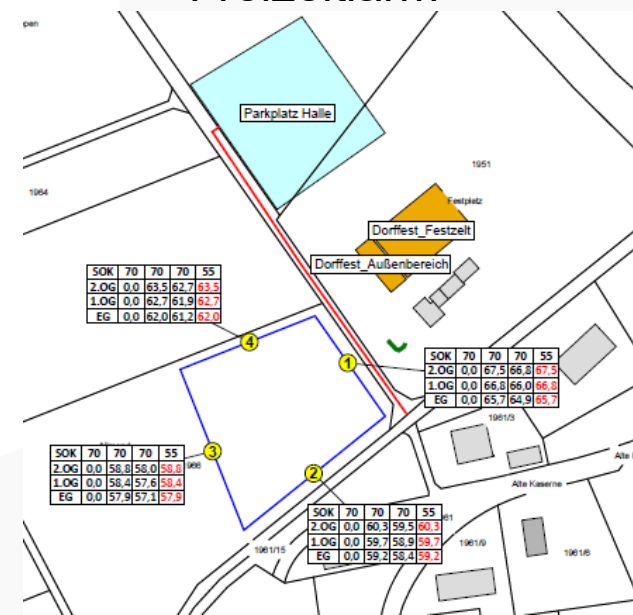 open
Parkplatz Halle
1951
1964
Festplatz
Dorffest_Festzelt
Dorffest_Außenbereich
SOK 70 70 70 55
2.OG 0,0 63,5 62,7 63,5
1.OG 0,0 62,7 61,9 62,7
EG 0,0 62,0 61,2 62,0
4
1
SOK 70 70 70 55
2.OG 0,0 67,5 66,8 67,5
1.OG 0,0 66,8 66,0 66,8
EG 0,0 65,7 64,9 65,7
1961/3
3
SOK 70 70 70 55
2.OG 0,0 58,8 58,0 58,8
1.OG 0,0 58,4 57,6 58,4
EG 0,0 57,9 57,1 57,9
966
2
Alte Kaserne
Alte
SOK 70 70 70 55
2.OG 0,0 60,3 59,5 60,3
1.OG 0,0 59,7 58,9 59,7
EG 0,0 59,2 58,4 59,2
61
1961/15
1961/9
1961/6